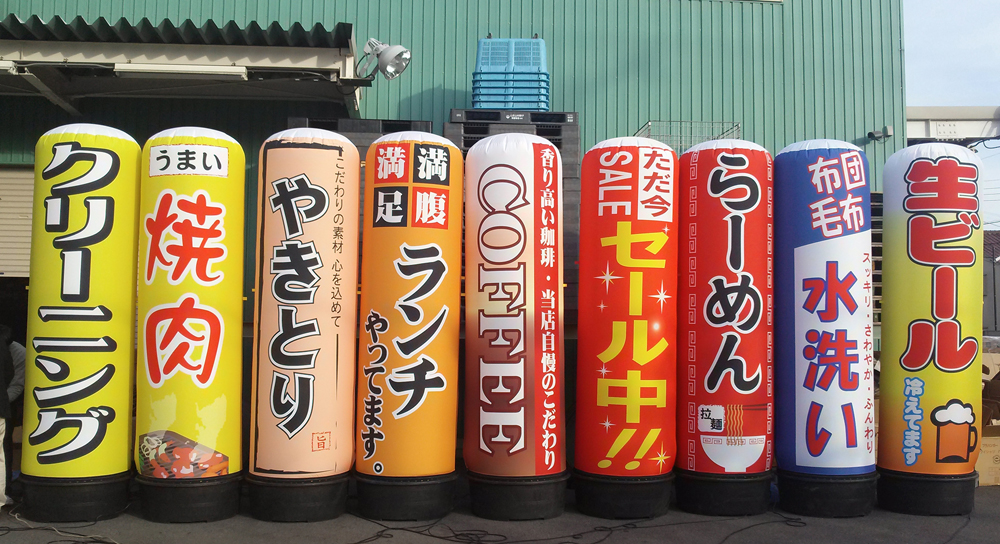 クリーニング
うまい
焼肉
こだわりの素材 心を込めて
やきとり
旨
満腹
満足
ランチ
やってます。
香り高い珈琲・当店自慢のこだわり
COFFEE
ただ今
SALE
セール中!!
らーめん
拉麺
団布
布毛
水洗い
スッキリ・さわやか・ふんわり
生ビール
冷えてます